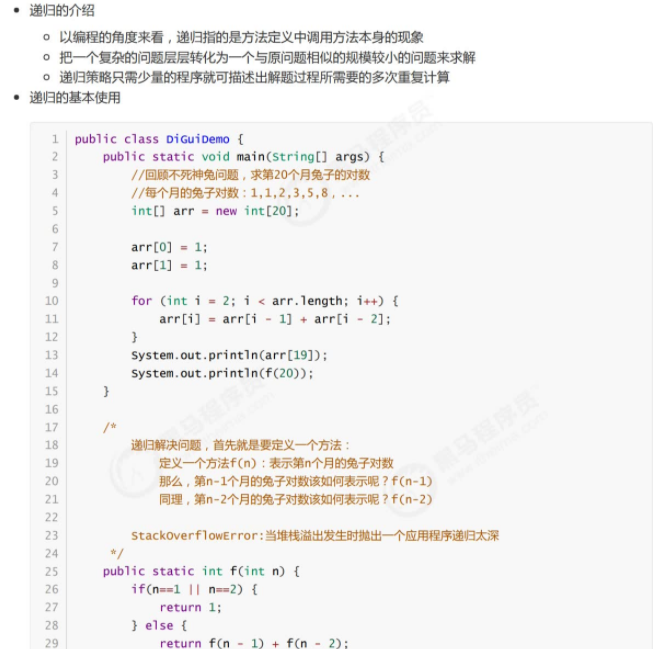 递归的介绍
以编程的角度来看，递归指的是方法定义中调用方法本身的现象
把一个复杂的问题层层转化为一个与原问题相似的规模较小的问题来求解
递归策略只需少量的程序就可描述出解题过程所需要的多次重复计算
递归的基本使用
1 public class DiGuiDemo {
2 public static void main(String[] args) {
3 //回顾不死神兔问题，求第20个月兔子的对数
4 //每个月的兔子对数：1,1,2,3,5,8，...
5 int[] arr = new int[20];
6
7 arr[0] = 1;
8 arr[1] = 1;
9
10 for (int i = 2; i < arr.length; i++) {
11 arr[i] = arr[i - 1] + arr[i - 2];
12 }
13 System.out.println(arr[19]);
14 System.out.println(f(20));
15 }
16
17 /*
18 递归解决问题，首先就是要定义一个方法：
19 定义一个方法f(n)：表示第n个月的兔子对数
20 那么，第n-1个月的兔子对数该如何表示呢？f(n-1)
21 同理，第n-2个月的兔子对数该如何表示呢？f(n-2)
22
23 StackOverflowError:当堆栈溢出发生时抛出一个应用程序递归太深
24 */
25 public static int f(int n) {
26 if(n==1 || n==2) {
27 return 1;
28 } else {
29 return f(n - 1) + f(n - 2);